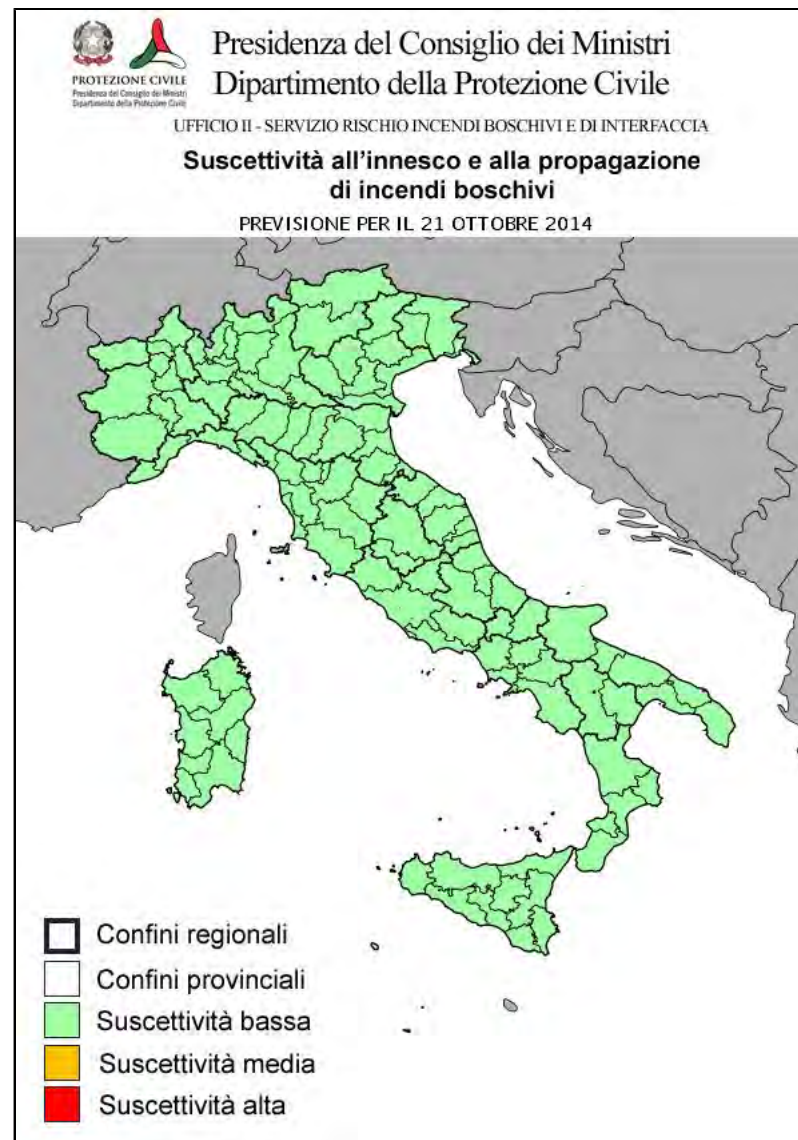 Presidenza del Consiglio dei Ministri
Dipartimento della Protezione Civile
PROTEZIONE CIVILE
Presidenza del Consiglio dei Ministri
Dipartimento della Protezione Civile
UFFICIO II - SERVIZIO RISCHIO INCENDI BOSCHIVI E DI INTERFACCIA
Suscettività all'innesco e alla propagazione
di incendi boschivi
PREVISIONE PER IL 21 OTTOBRE 2014
Confini regionali
Confini provinciali
Suscettività bassa
Suscettività media
Suscettività alta